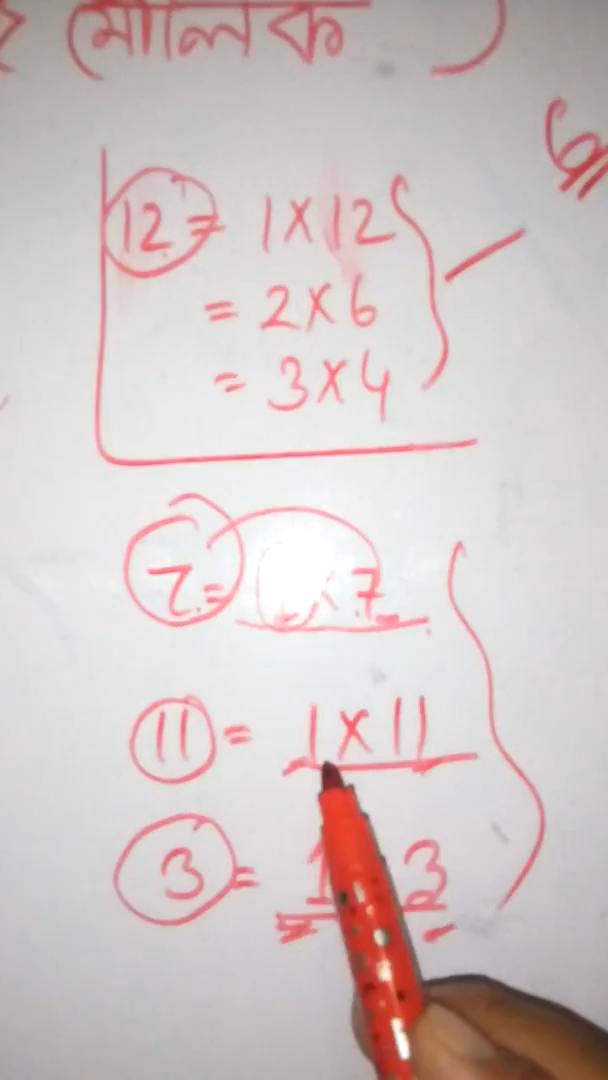 (মৌলিক)
12 = 1×12
= 2×6
= 3×4
7 = 1×7
11 = 1×11
3 = 1 3